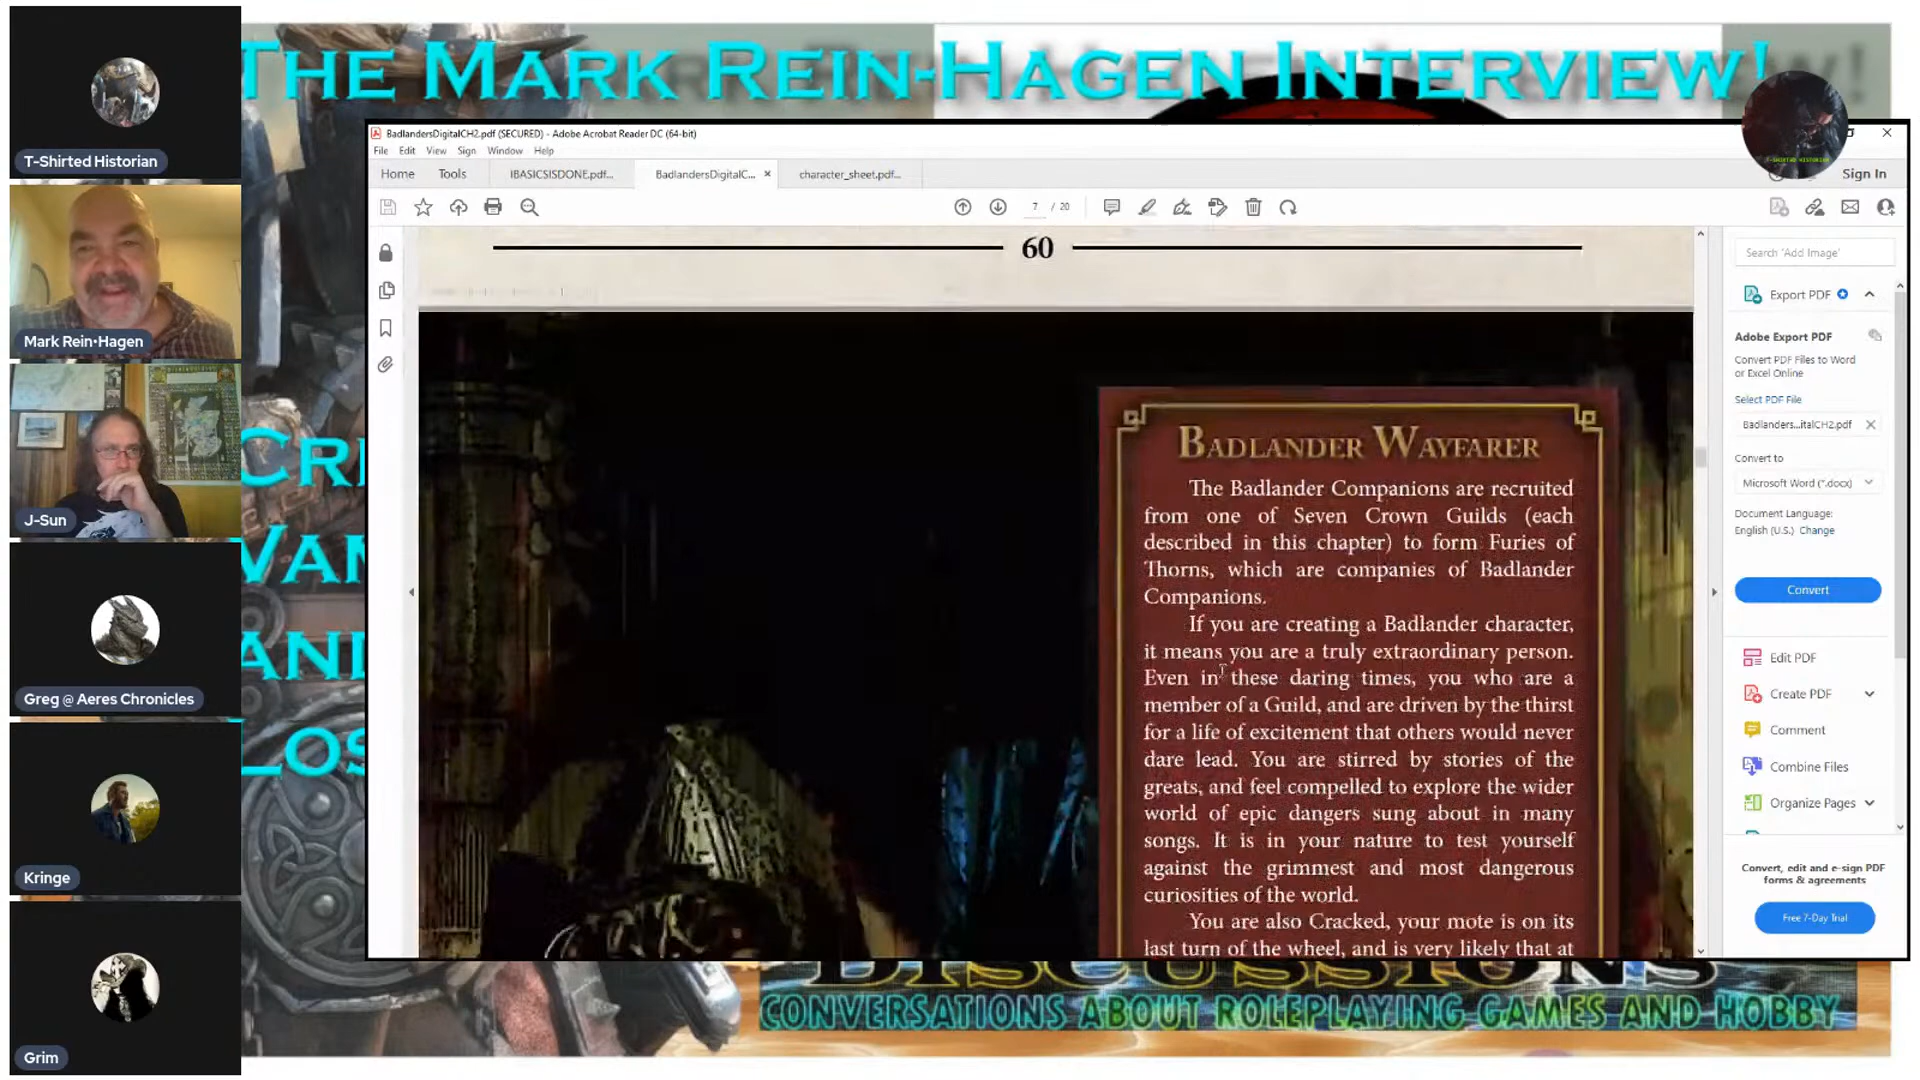 THE MARK REIN-HAGEN INTERVIEW!
T-Shirted Historian
Mark Rein•Hagen
J-Sun
Greg @ Aeres Chronicles
Kringe
Grim
BadlandersDigitalCH2.pdf (SECURED) - Adobe Acrobat Reader DC (64-bit)
File Edit View Sign Window Help
Home Tools IBASICSISDONE.pdf... BadlandersDigitalC... × character_sheet.pdf... Sign In
7 / 20
60
BADLANDER WAYFARER
The Badlander Companions are recruited
from one of Seven Crown Guilds (each
described in this chapter) to form Furies of
Thorns, which are companies of Badlander
Companions.
If you are creating a Badlander character,
it means you are a truly extraordinary person.
Even in these daring times, you who are a
member of a Guild, and are driven by the thirst
for a life of excitement that others would never
dare lead. You are stirred by stories of the
greats, and feel compelled to explore the wider
world of epic dangers sung about in many
songs. It is in your nature to test yourself
against the grimmest and most dangerous
curiosities of the world.
You are also Cracked, your mote is on its
last turn of the wheel, and is very likely that at
Search 'Add Image'
Export PDF
Adobe Export PDF
Convert PDF Files to Word
or Excel Online
Select PDF File
Badlanders...italCH2.pdf
Convert to
Microsoft Word (*.docx)
Document Language:
English (U.S.) Change
Convert
Edit PDF
Create PDF
Comment
Combine Files
Organize Pages
Convert, edit and e-sign PDF
forms & agreements
Free 7-Day Trial
CRE
VAM
AND
LOS
DISCUSSIONS
CONVERSATIONS ABOUT ROLEPLAYING GAMES AND HOBBY